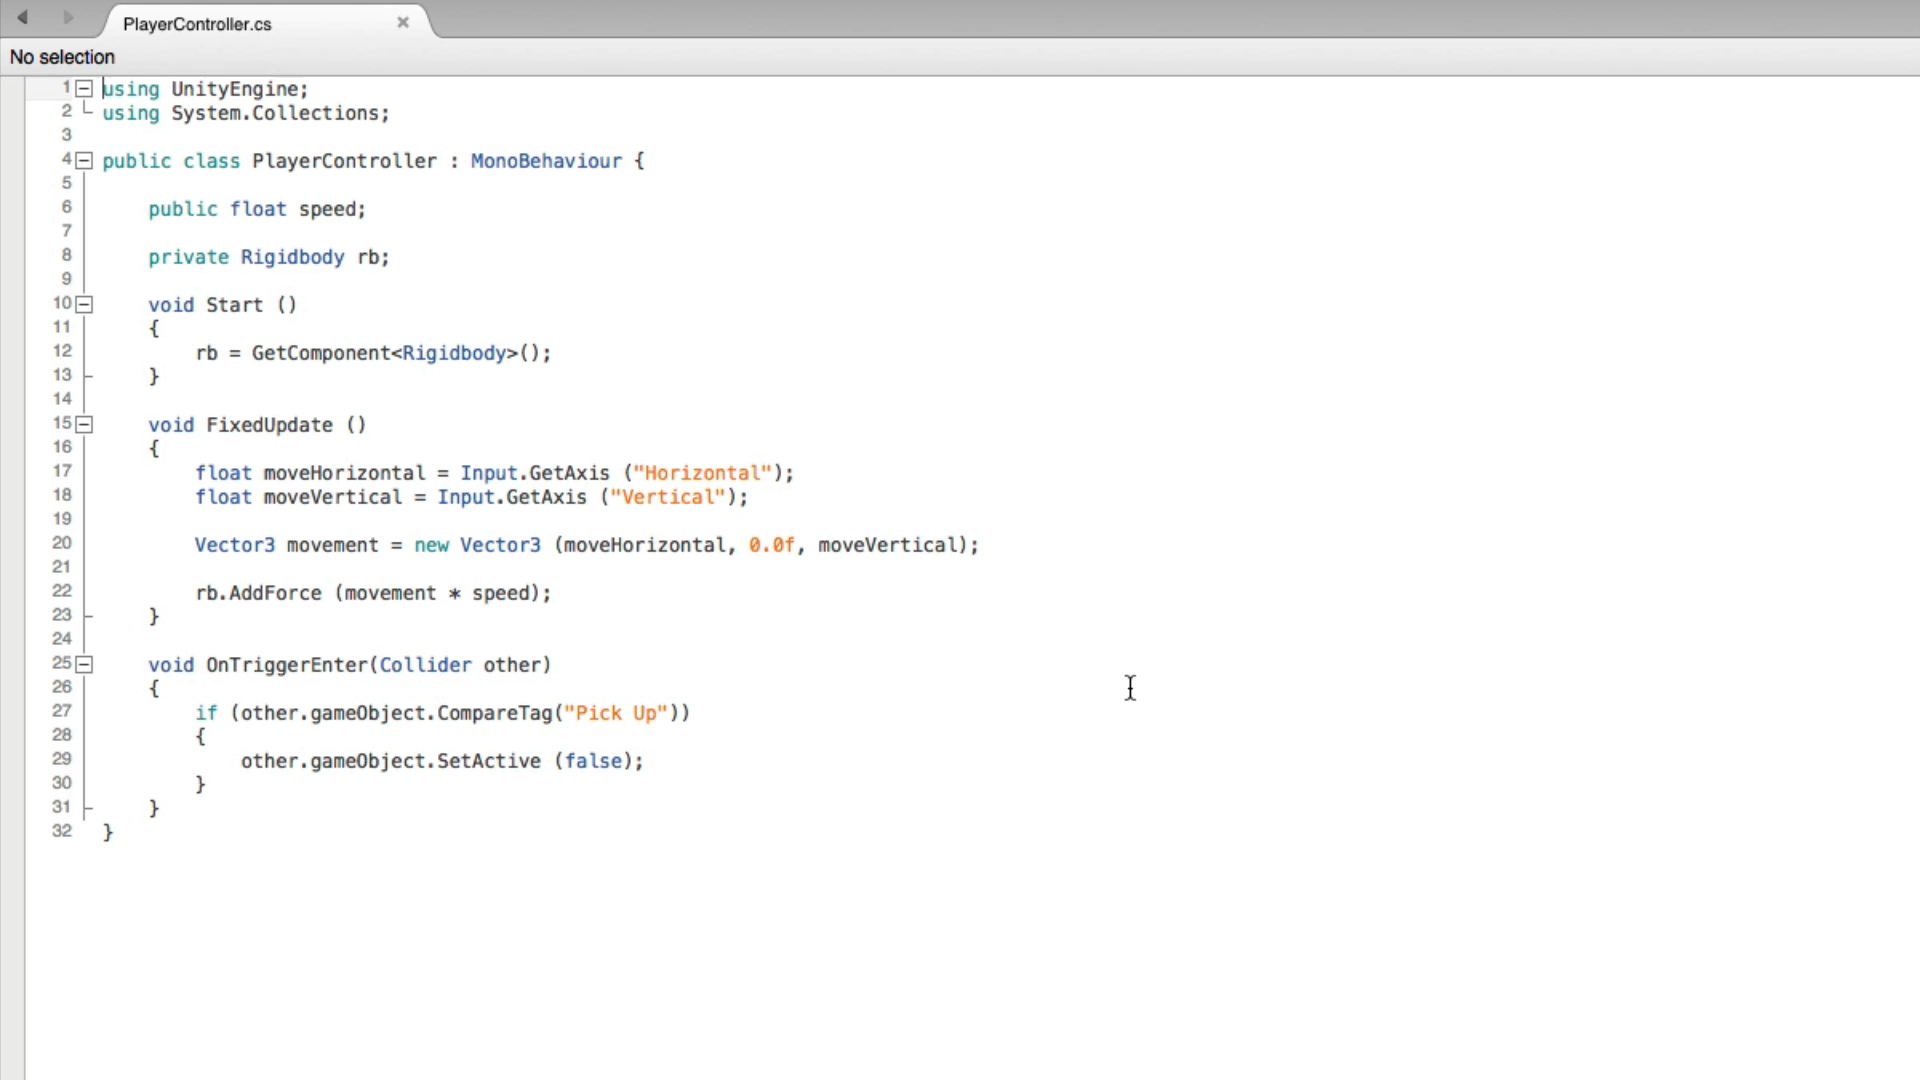 PlayerController.cs
No selection
1 using UnityEngine;
2 using System.Collections;
3
4 public class PlayerController : MonoBehaviour {
5
6 public float speed;
7
8 private Rigidbody rb;
9
10 void Start ()
11 {
12 rb = GetComponent<Rigidbody>();
13 }
14
15 void FixedUpdate ()
16 {
17 float moveHorizontal = Input.GetAxis ("Horizontal");
18 float moveVertical = Input.GetAxis ("Vertical");
19
20 Vector3 movement = new Vector3 (moveHorizontal, 0.0f, moveVertical);
21
22 rb.AddForce (movement * speed);
23 }
24
25 void OnTriggerEnter(Collider other)
26 {
27 if (other.gameObject.CompareTag("Pick Up"))
28 {
29 other.gameObject.SetActive (false);
30 }
31 }
32 }